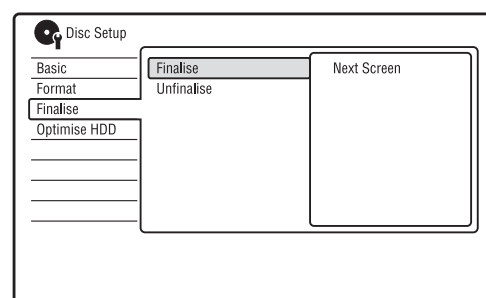 Disc Setup
Basic
Format
Finalise
Optimise HDD
Finalise
Unfinalise
Next Screen